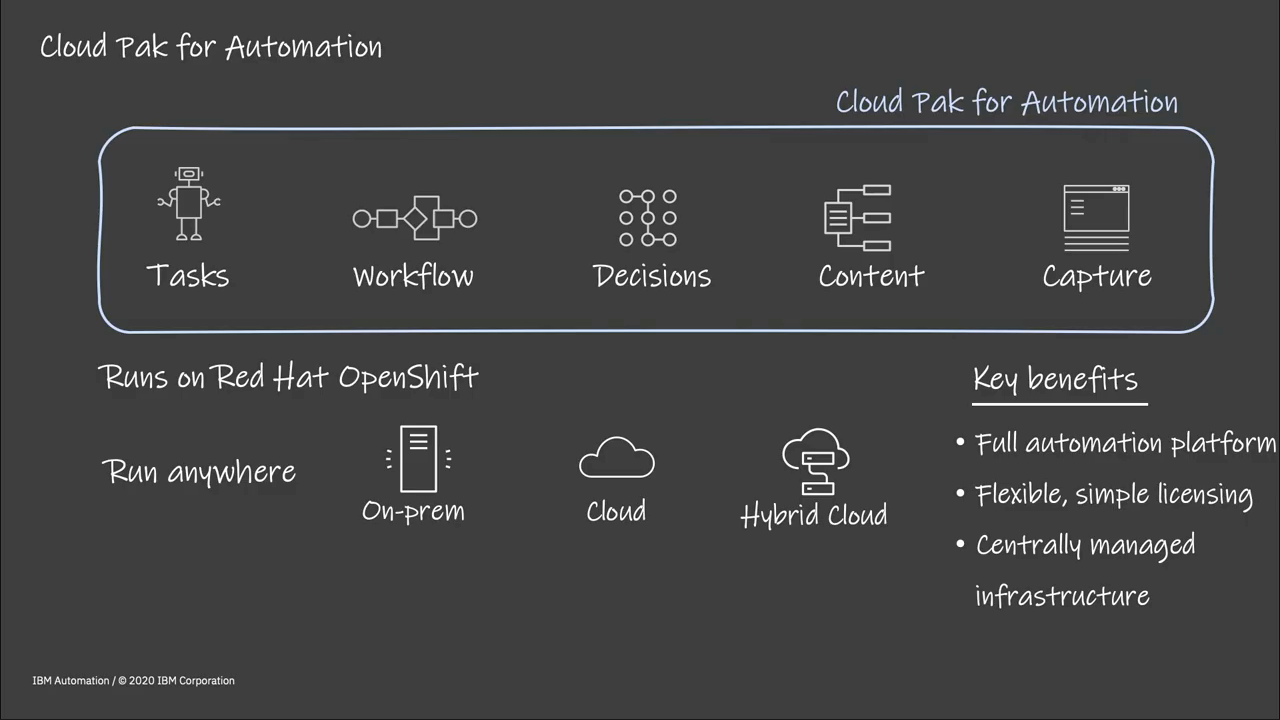 Cloud Pak for Automation
Cloud Pak for Automation
Tasks
Workflow
Decisions
Content
Capture
Runs on Red Hat OpenShift
Run anywhere
On-prem
Cloud
Hybrid Cloud
Key benefits
• Full automation platform
• Flexible, simple licensing
• Centrally managed
infrastructure
IBM Automation / © 2020 IBM Corporation